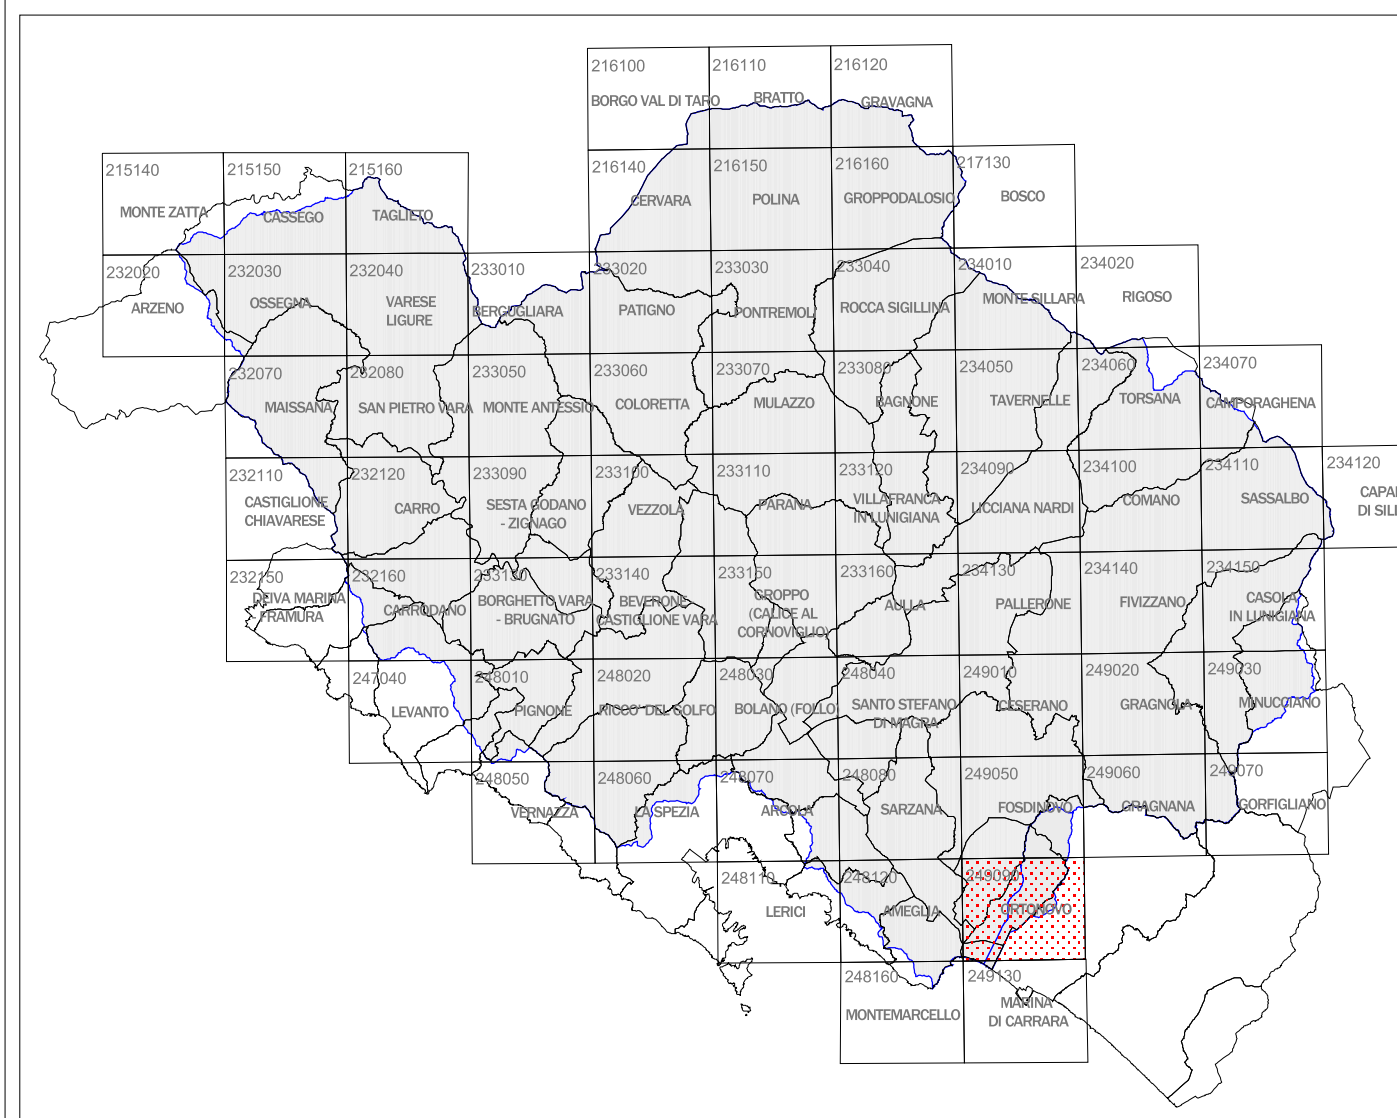 216100
BORGO VAL DI TARO
216110
BRATTO
216120
GRAVAGNA
215140
MONTE ZATTA
215150
CASSEGO
215160
TAGLIETO
216140
CERVARA
216150
POLINA
216160
GROPPODALOSIO
217130
BOSCO
232020
ARZENO
232030
OSSEGNA
232040
VARESE
LIGURE
233010
BERGUGLIARA
233020
PATIGNO
233030
PONTREMOLI
233040
ROCCA SIGILLINA
234010
MONTE SILLARA
234020
RIGOSO
232070
MAISSANA
232080
SAN PIETRO VARA
233050
MONTE ANTESSIO
233060
COLORETTA
233070
MULAZZO
233080
BAGNONE
234050
TAVERNELLE
234060
TORSANA
234070
CAMPORAGHENA
232110
CASTIGLIONE
CHIAVARESE
232120
CARRO
233090
SESTA GODANO
- ZIGNAGO
233100
VEZZOLA
233110
PARANA
233120
VILLAFRANCA
IN LUNIGIANA
234090
LICCIANA NARDI
234100
COMANO
234110
SASSALBO
234120
232150
DEIVA MARINA
FRAMURA
232160
CARRODANO
233130
BORGHETTO VARA
- BRUGNATO
233140
BEVERONE
CASTIGLIONE VARA
233150
GROPPO
(CALICE AL
CORNOVIGLIO)
233160
AULLA
234130
PALLERONE
234140
FIVIZZANO
234150
CASOLA
IN LUNIGIANA
247040
LEVANTO
248010
PIGNONE
248020
RICCO' DEL GOLFO
248030
BOLANO (FOLLO)
248040
SANTO STEFANO
DI MAGRA
249010
CESERANO
249020
GRAGNOLA
249030
MINUCCIANO
248050
VERNAZZA
248060
LA SPEZIA
248070
ARCOLA
248080
SARZANA
249050
FOSDINOVO
249060
GRAGNANA
249070
GORFIGLIANO
248110
LERICI
248120
AMEGLIA
249090
ORTONOVO
248160
MONTEMARCELLO
249130
MARINA
DI CARRARA